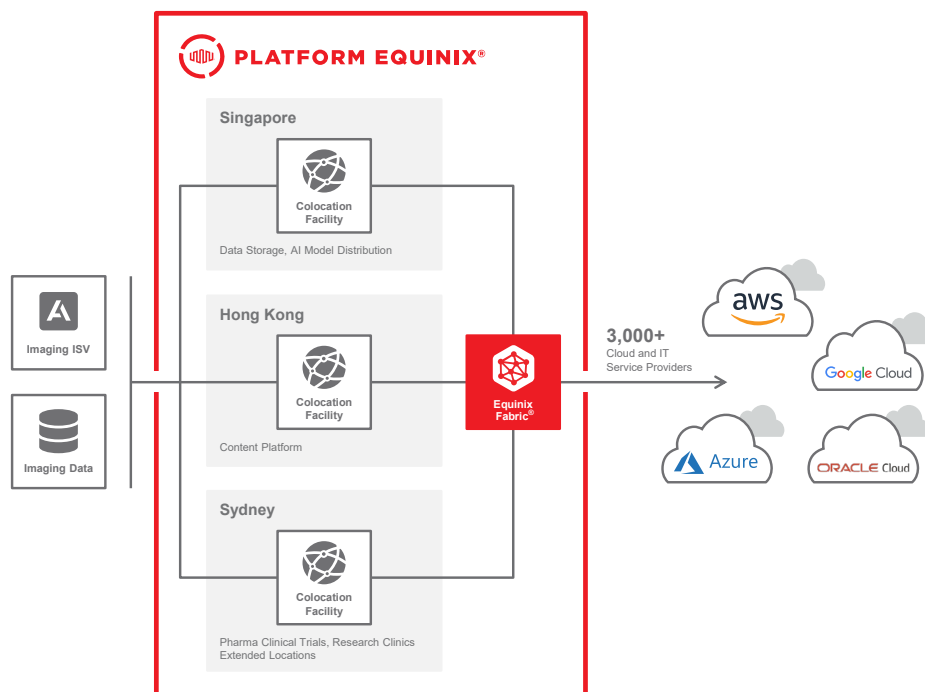 PLATFORM EQUINIX®
Singapore
Colocation
Facility
Data Storage, AI Model Distribution
Imaging ISV
Imaging Data
Hong Kong
Colocation
Facility
Content Platform
Equinix
Fabric®
Sydney
Colocation
Facility
Pharma Clinical Trials, Research Clinics
Extended Locations
3,000+
Cloud and IT
Service Providers
aws
Google Cloud
Azure
ORACLE Cloud